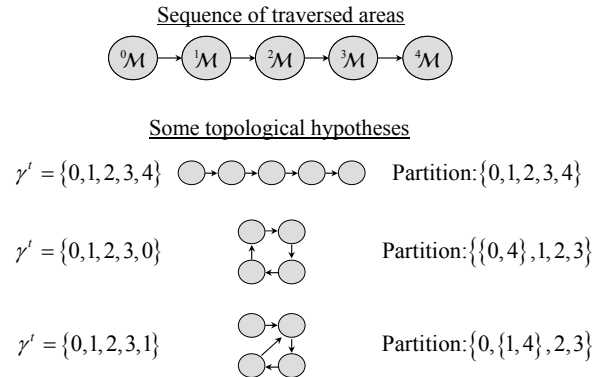 Sequence of traversed areas
⁰ℳ ¹ℳ ²ℳ ³ℳ ⁴ℳ
Some topological hypotheses
γᵗ = {0,1,2,3,4} Partition:{0,1,2,3,4}
γᵗ = {0,1,2,3,0} Partition:{{0,4},1,2,3}
γᵗ = {0,1,2,3,1} Partition:{0,{1,4},2,3}